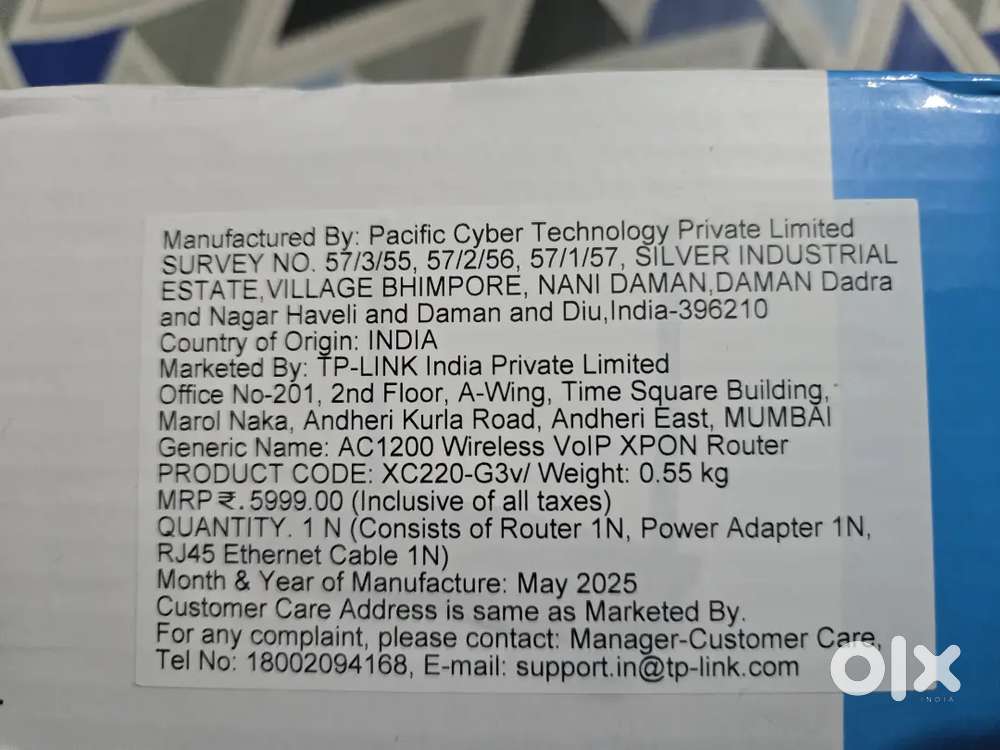 Manufactured By: Pacific Cyber Technology Private Limited
SURVEY NO. 57/3/55, 57/2/56, 57/1/57, SILVER INDUSTRIAL
ESTATE,VILLAGE BHIMPORE, NANI DAMAN,DAMAN Dadra
and Nagar Haveli and Daman and Diu,India-396210
Country of Origin: INDIA
Marketed By: TP-LINK India Private Limited
Office No-201, 2nd Floor, A-Wing, Time Square Building,
Marol Naka, Andheri Kurla Road, Andheri East, MUMBAI
Generic Name: AC1200 Wireless VoIP XPON Router
PRODUCT CODE: XC220-G3v/ Weight: 0.55 kg
MRP ₹. 5999.00 (Inclusive of all taxes)
QUANTITY. 1 N (Consists of Router 1N, Power Adapter 1N,
RJ45 Ethernet Cable 1N)
Month & Year of Manufacture: May 2025
Customer Care Address is same as Marketed By.
For any complaint, please contact: Manager-Customer Care,
Tel No: 18002094168, E-mail: support.in@tp-link.com
olx
INDIA